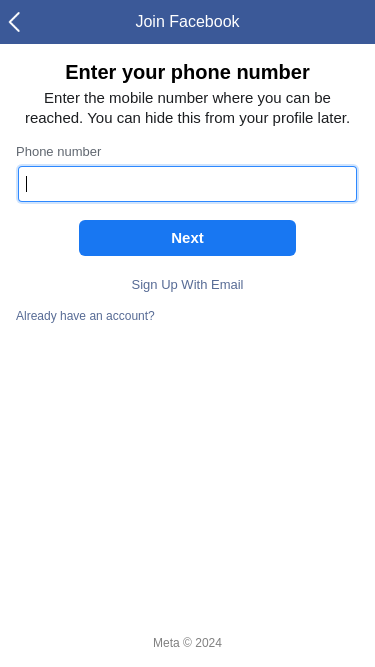 Join Facebook
Enter your phone number
Enter the mobile number where you can be
reached. You can hide this from your profile later.
Phone number
Next
Sign Up With Email
Already have an account?
Meta © 2024